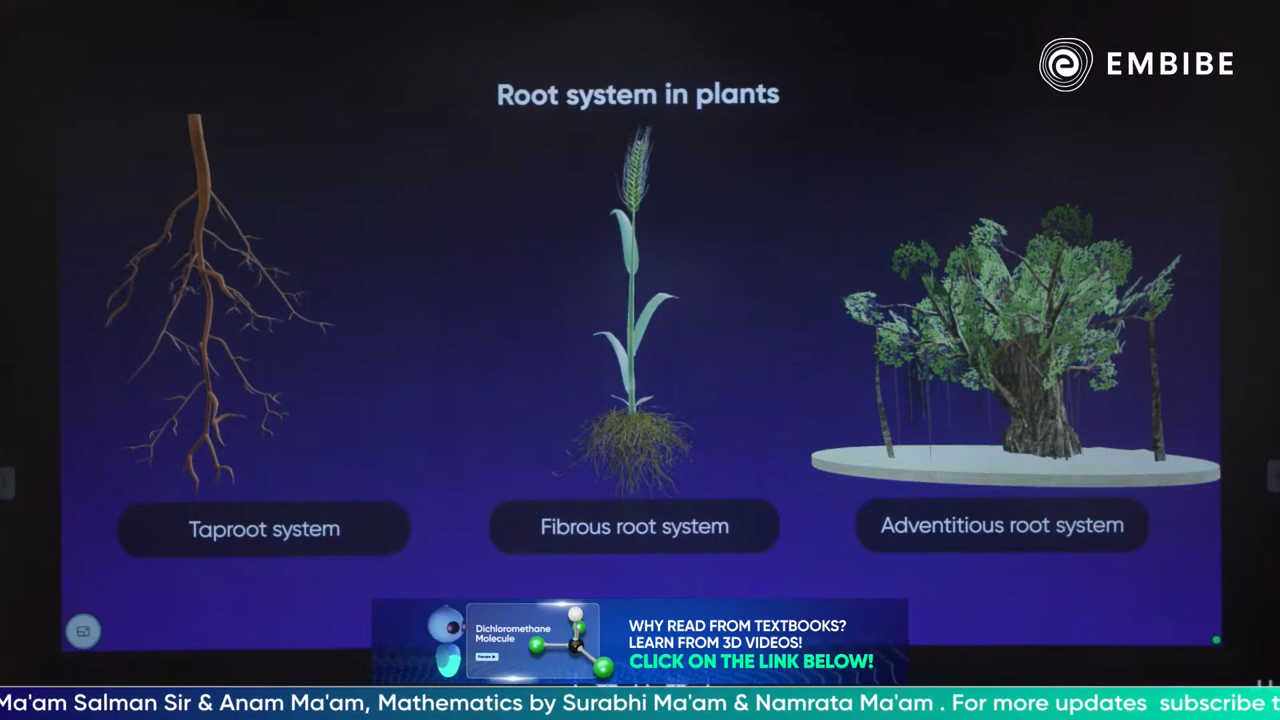 EMBIBE
Root system in plants
Taproot system
Fibrous root system
Adventitious root system
Dichloromethane
Molecule
WHY READ FROM TEXTBOOKS?
LEARN FROM 3D VIDEOS!
CLICK ON THE LINK BELOW!
Ma'am Salman Sir & Anam Ma'am, Mathematics by Surabhi Ma'am & Namrata Ma'am . For more updates subscribe t